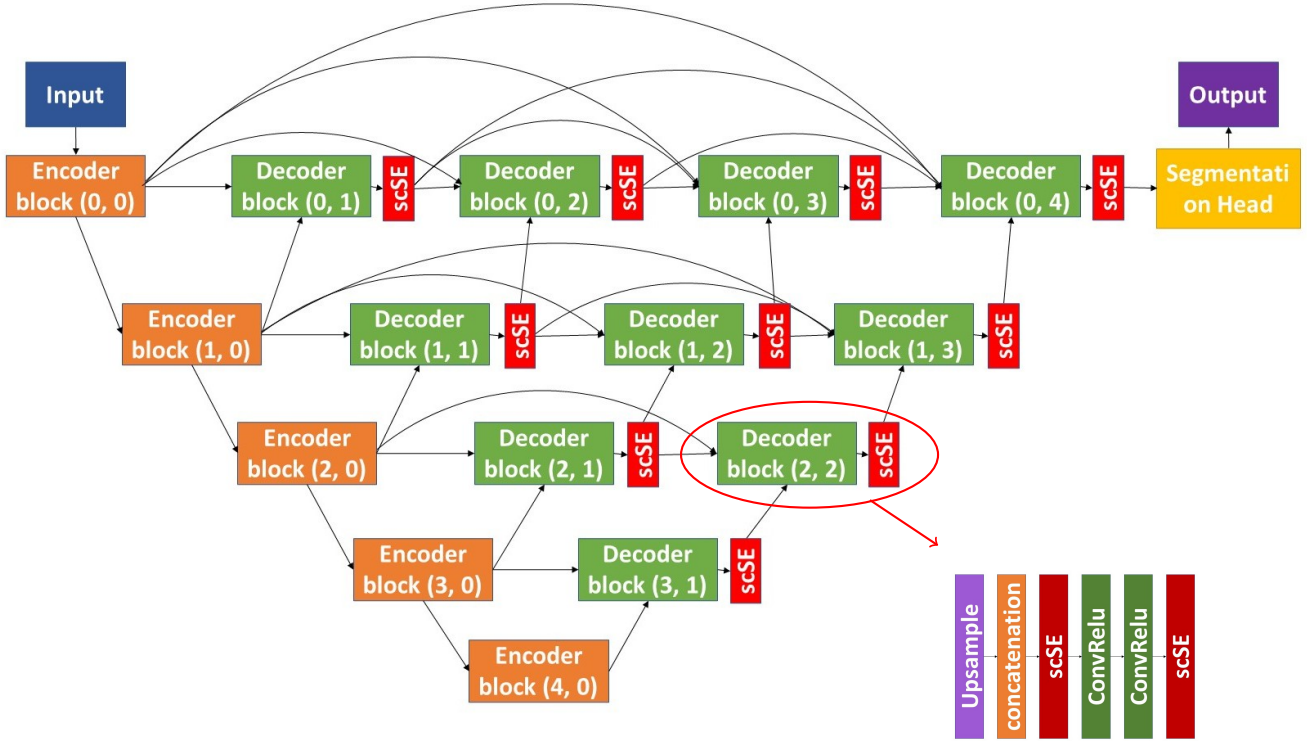 Input
Output
Encoder
block (0, 0)
Decoder
block (0, 1)
scSE
Decoder
block (0, 2)
scSE
Decoder
block (0, 3)
scSE
Decoder
block (0, 4)
scSE
Segmentati
on Head
Encoder
block (1, 0)
Decoder
block (1, 1)
scSE
Decoder
block (1, 2)
scSE
Decoder
block (1, 3)
scSE
Encoder
block (2, 0)
Decoder
block (2, 1)
scSE
Decoder
block (2, 2)
scSE
Encoder
block (3, 0)
Decoder
block (3, 1)
scSE
Encoder
block (4, 0)
Upsample
concatenation
scSE
ConvRelu
ConvRelu
scSE